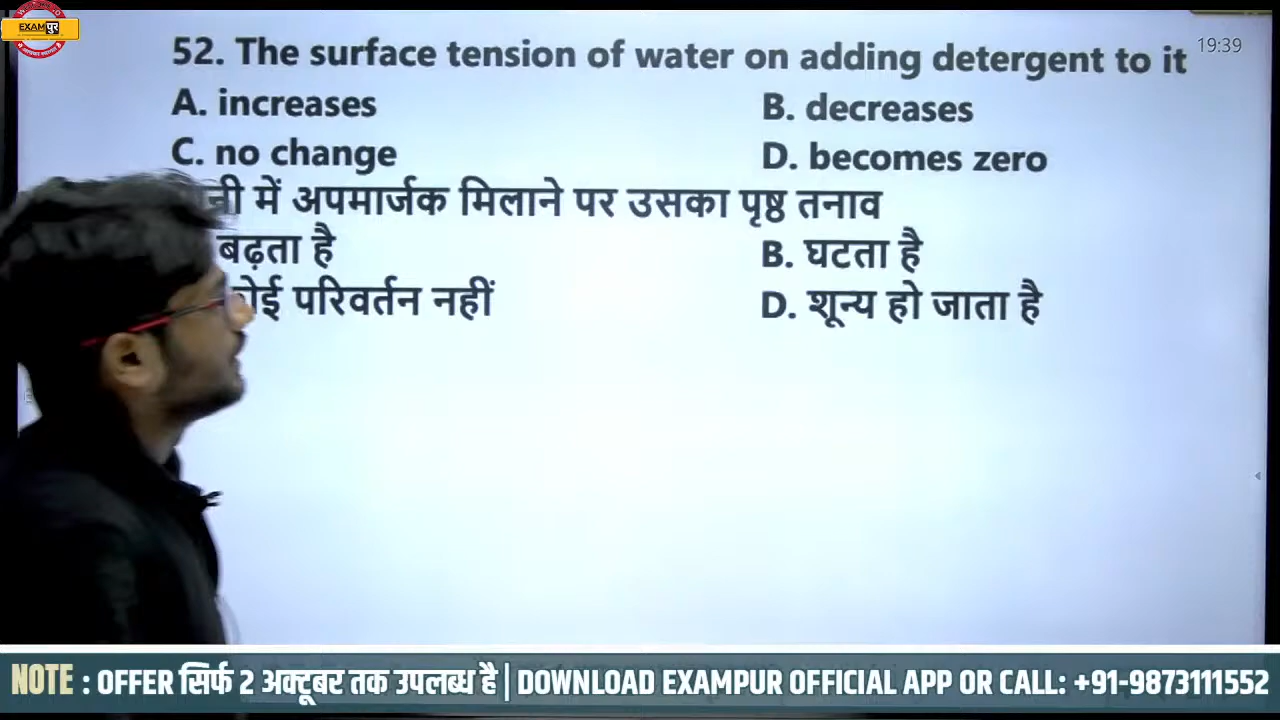 EXAMपुर
19:39
52. The surface tension of water on adding detergent to it
A. increases B. decreases
C. no change D. becomes zero
में अपमार्जक मिलाने पर उसका पृष्ठ तनाव
बढ़ता है B. घटता है
परिवर्तन नहीं D. शून्य हो जाता है
NOTE : OFFER सिर्फ 2 अक्टूबर तक उपलब्ध है | DOWNLOAD EXAMPUR OFFICIAL APP OR CALL: +91-9873111552